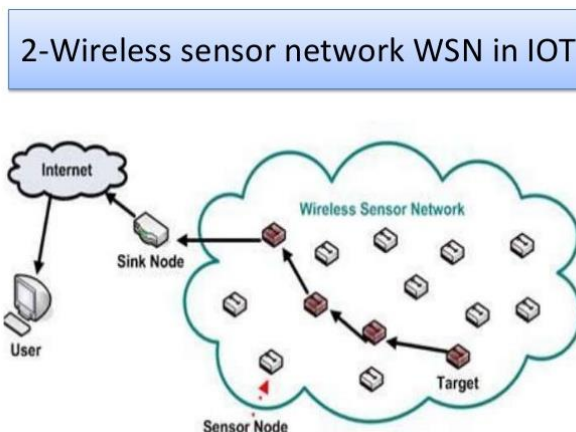 2-Wireless sensor network WSN in IOT
Internet
Wireless Sensor Network
Sink Node
User
Target
Sensor Node